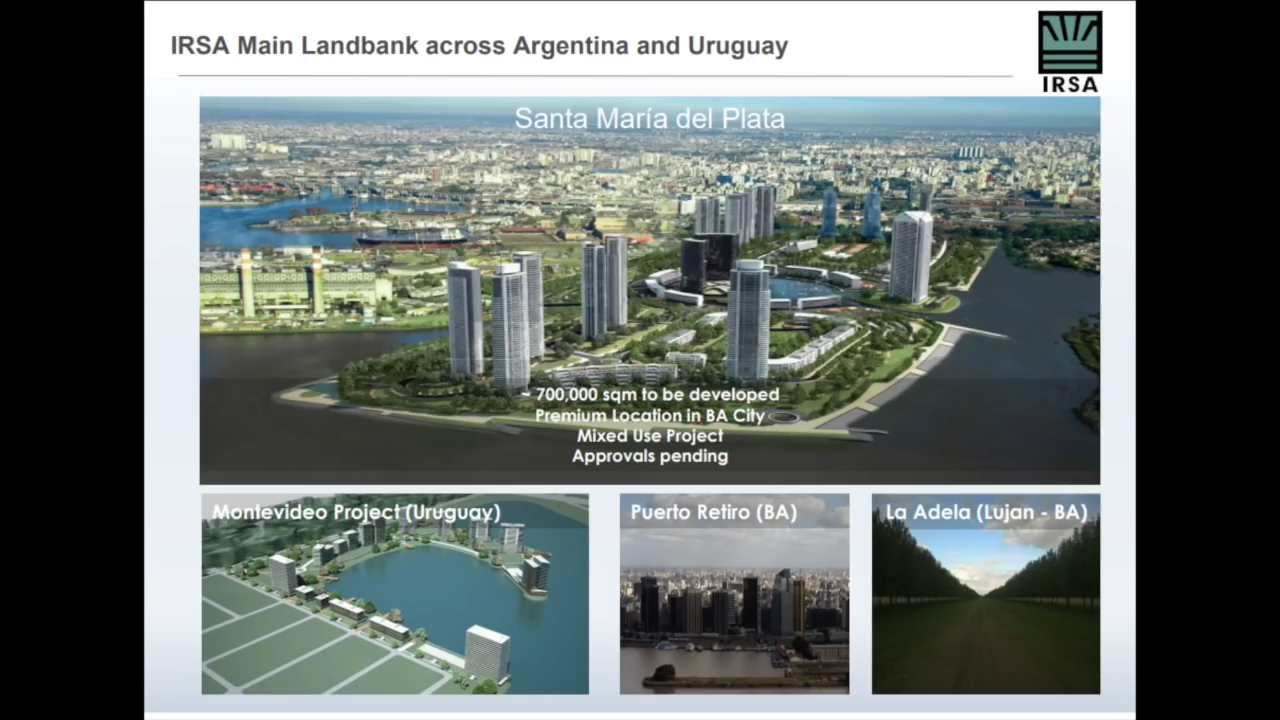 IRSA Main Landbank across Argentina and Uruguay
IRSA
Santa María del Plata
~ 700,000 sqm to be developed
Premium Location in BA City
Mixed Use Project
Approvals pending
Montevideo Project (Uruguay)
Puerto Retiro (BA)
La Adela (Lujan - BA)